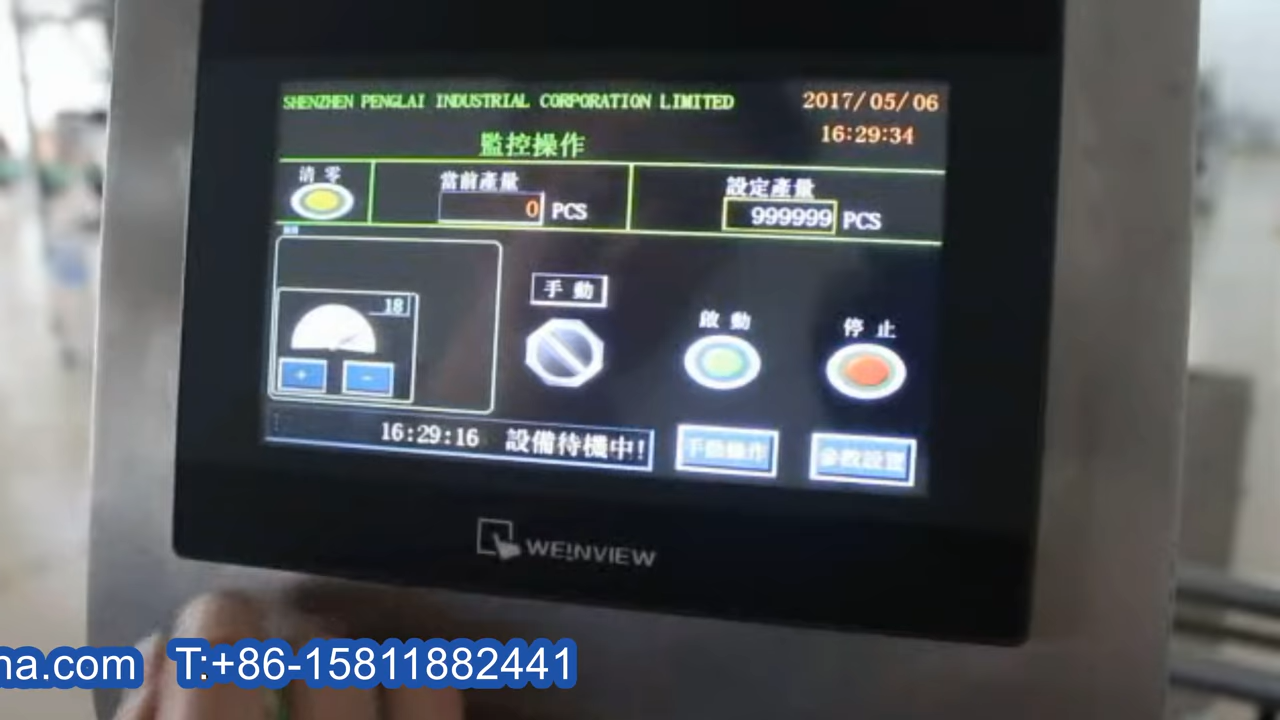 SHENZHEN PENGLAI INDUSTRIAL CORPORATION LIMITED
2017/05/06
監控操作
16:29:34
清零
當前產量
0 PCS
設定產量
999999 PCS
18
+
-
手動
啟動
停止
16:29:16 設備待機中!
手動操作
參數設置
WEINVIEW
na.com T:+86-15811882441